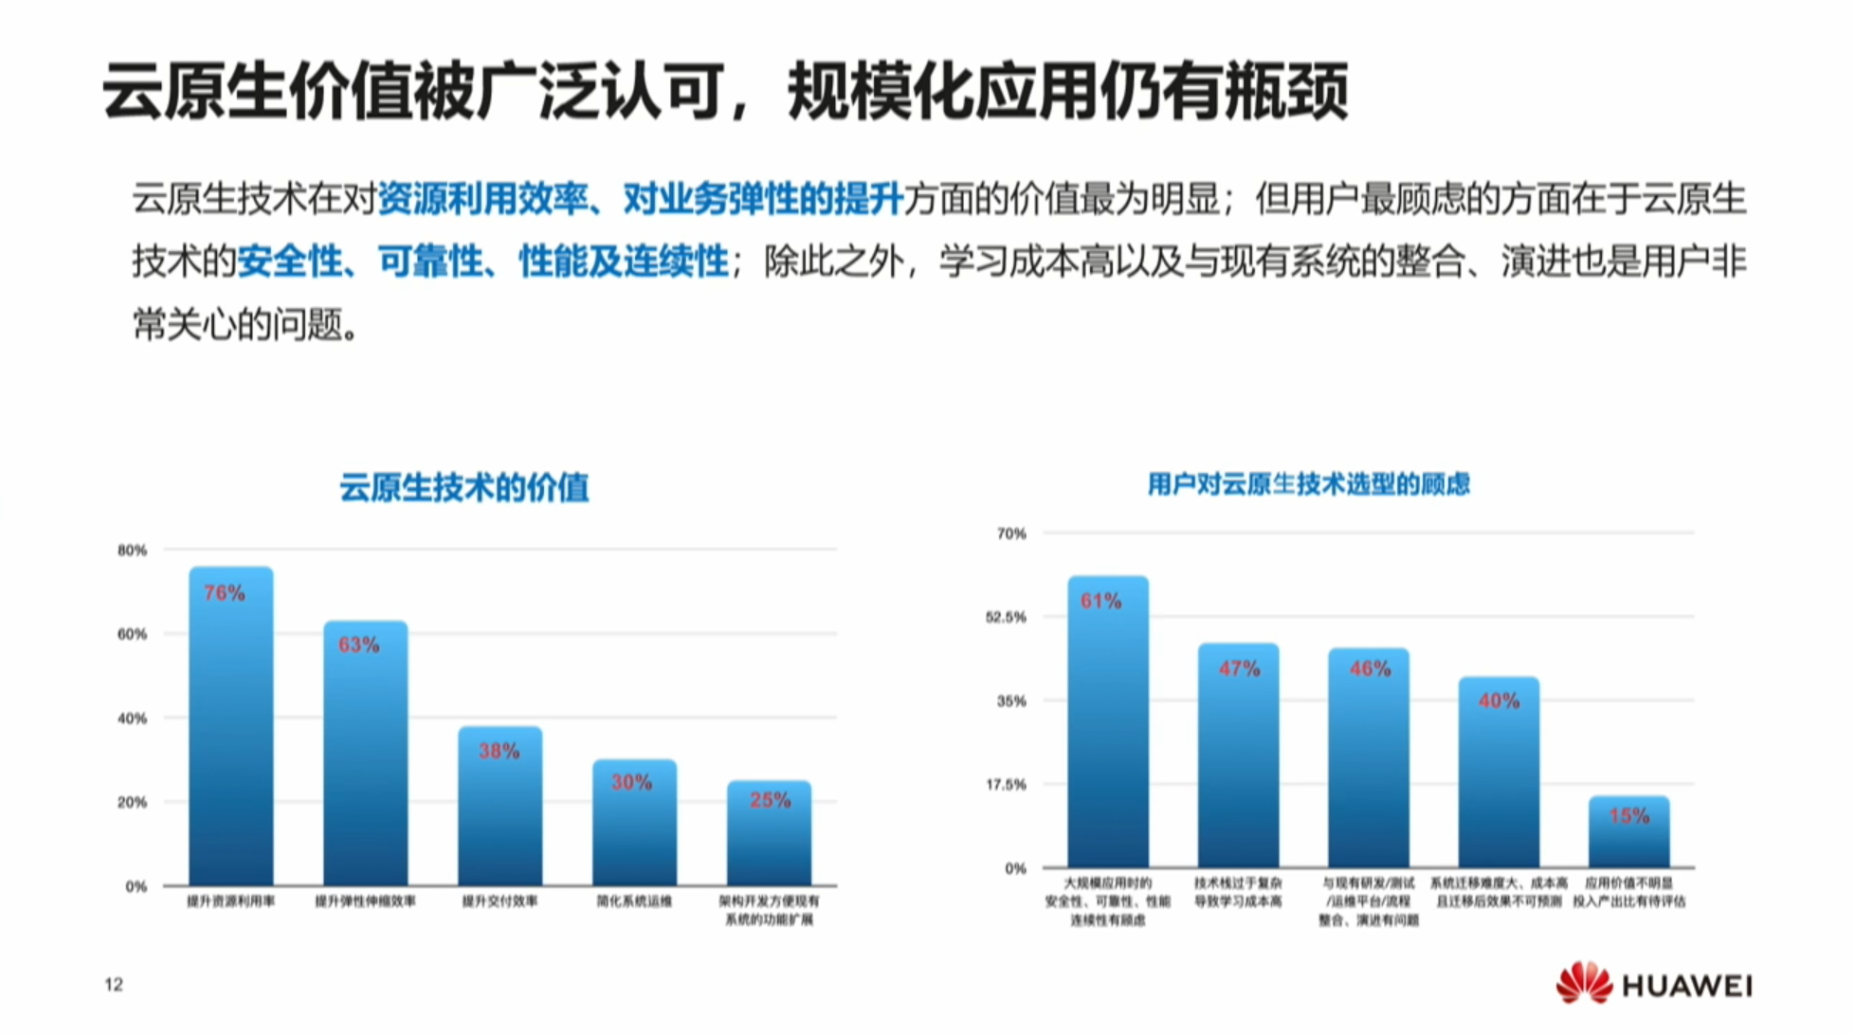 云原生价值被广泛认可，规模化应用仍有瓶颈
云原生技术在对资源利用效率、对业务弹性的提升方面的价值最为明显；但用户最顾虑的方面在于云原生
技术的安全性、可靠性、性能及连续性；除此之外，学习成本高以及与现有系统的整合、演进也是用户非
常关心的问题。
云原生技术的价值
80%
60%
40%
20%
0%
76%
63%
38%
30%
25%
提升资源利用率
提升弹性伸缩效率
提升交付效率
简化系统运维
架构开发方便现有
系统的功能扩展
用户对云原生技术选型的顾虑
70%
52.5%
35%
17.5%
0%
61%
47%
46%
40%
15%
大规模应用时的
安全性、可靠性、性能
连续性有顾虑
技术栈过于复杂
导致学习成本高
与现有研发/测试
/运维平台/流程
整合、演进有问题
系统迁移难度大、成本高
且迁移后效果不可预测
应用价值不明显
投入产出比有待评估
12
HUAWEI